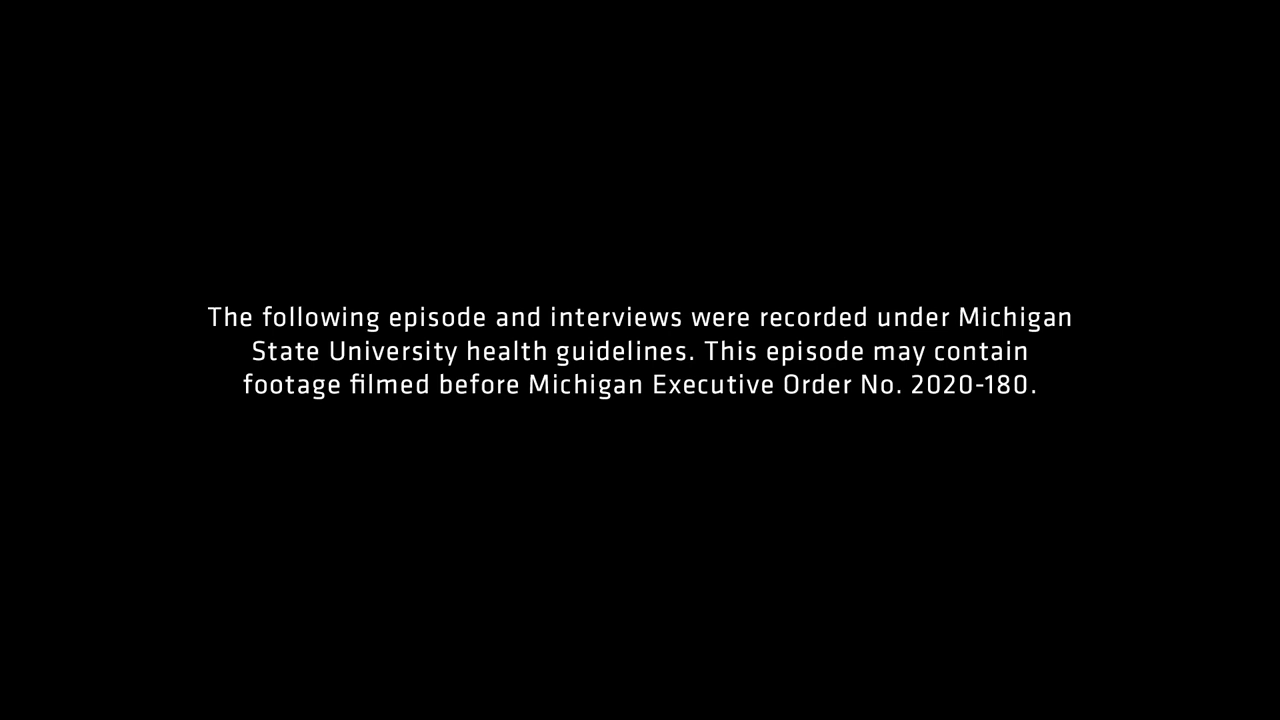 The following episode and interviews were recorded under Michigan
State University health guidelines. This episode may contain
footage filmed before Michigan Executive Order No. 2020-180.